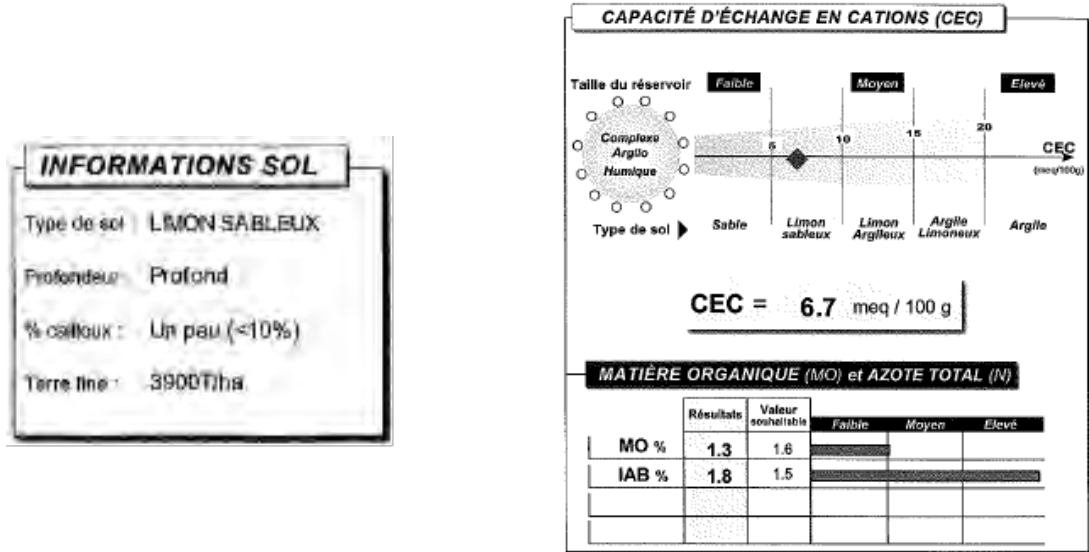 INFORMATIONS SOL
Type de sol : LIMON SABLEUX
Profondeur : Profond
% cailloux : Un peu (<10%)
Terre fine : 3900T/ha
CAPACITÉ D'ÉCHANGE EN CATIONS (CEC)
Taille du réservoir
Faible Moyen Elevé
Complexe
Argilo
Humique
5 10 15 20
CEC
(meq/100g)
Type de sol
Sable
Limon
sableux
Limon
Argileux
Argile
Limoneux
Argile
CEC = 6.7 meq / 100 g
MATIÈRE ORGANIQUE (MO) et AZOTE TOTAL (N)
Résultats
Valeur
souhaitable
Faible Moyen Elevé
MO % 1.3 1.6
IAB % 1.8 1.5